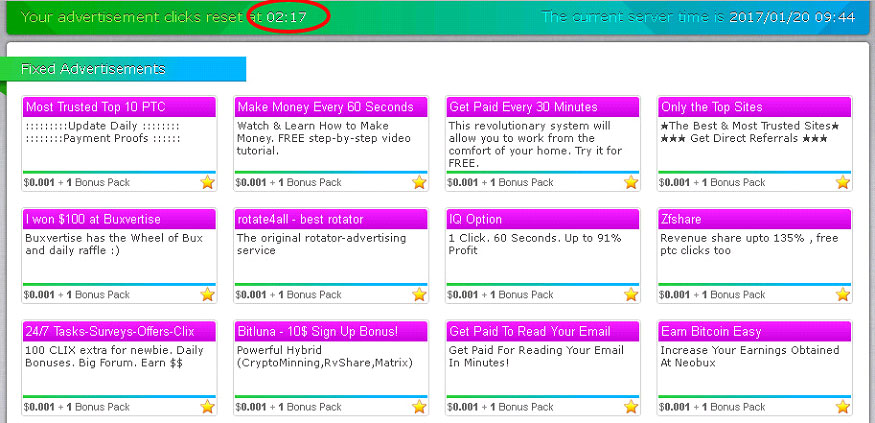 Your advertisement clicks reset at 02:17
The current server time is 2017/01/20 09:44
Fixed Advertisements
Most Trusted Top 10 PTC
:::::::::Update Daily ::::::::
::::::::Payment Proofs ::::::
$0.001 + 1 Bonus Pack
Make Money Every 60 Seconds
Watch & Learn How to Make
Money. FREE step-by-step video
tutorial.
$0.001 + 1 Bonus Pack
Get Paid Every 30 Minutes
This revolutionary system will
allow you to work from the
comfort of your home. Try it for
FREE.
$0.001 + 1 Bonus Pack
Only the Top Sites
★The Best & Most Trusted Sites★
★★★ Get Direct Referrals ★★★
$0.001 + 1 Bonus Pack
I won $100 at Buxvertise
Buxvertise has the Wheel of Bux
and daily raffle :)
$0.001 + 1 Bonus Pack
rotate4all - best rotator
The original rotator-advertising
service
$0.001 + 1 Bonus Pack
IQ Option
1 Click. 60 Seconds. Up to 91%
Profit
$0.001 + 1 Bonus Pack
Zfshare
Revenue share upto 135% , free
ptc clicks too
$0.001 + 1 Bonus Pack
24/7 Tasks-Surveys-Offers-Clix
100 CLIX extra for newbie. Daily
Bonuses. Big Forum. Earn $$
$0.001 + 1 Bonus Pack
Bitluna - 10$ Sign Up Bonus!
Powerful Hybrid
(CryptoMinning,RvShare,Matrix)
$0.001 + 1 Bonus Pack
Get Paid To Read Your Email
Get Paid For Reading Your Email
In Minutes!
$0.001 + 1 Bonus Pack
Earn Bitcoin Easy
Increase Your Earnings Obtained
At Neobux
$0.001 + 1 Bonus Pack